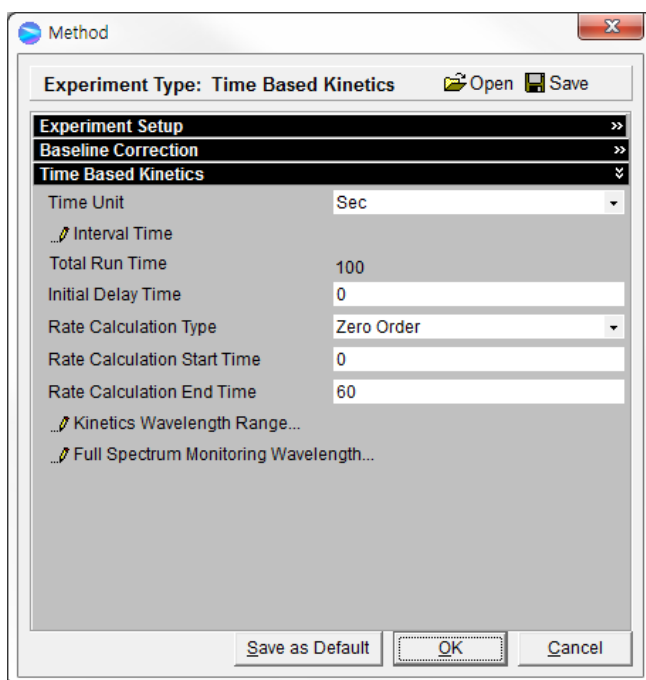 Method
Experiment Type: Time Based Kinetics Open Save
Experiment Setup »
Baseline Correction »
Time Based Kinetics
Time Unit Sec
Interval Time
Total Run Time 100
Initial Delay Time 0
Rate Calculation Type Zero Order
Rate Calculation Start Time 0
Rate Calculation End Time 60
Kinetics Wavelength Range...
Full Spectrum Monitoring Wavelength...
Save as Default OK Cancel